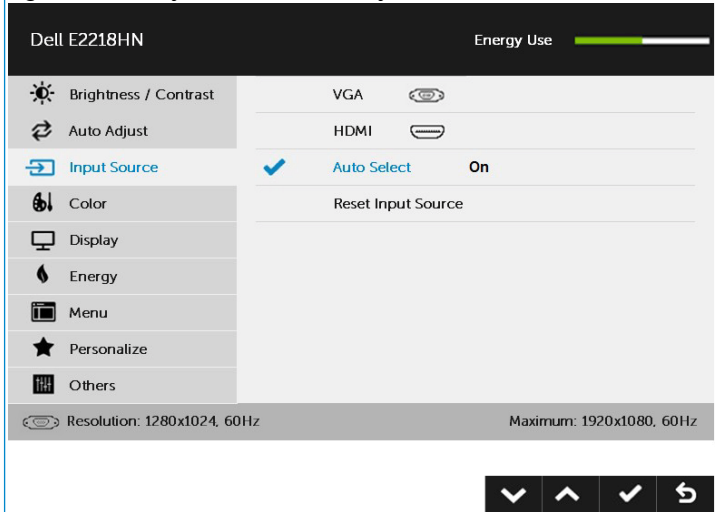 Dell E2218HN
Energy Use
Brightness / Contrast
VGA
Auto Adjust
HDMI
Input Source
Auto Select On
Color
Reset Input Source
Display
Energy
Menu
Personalize
Others
Resolution: 1280x1024, 60Hz
Maximum: 1920x1080, 60Hz